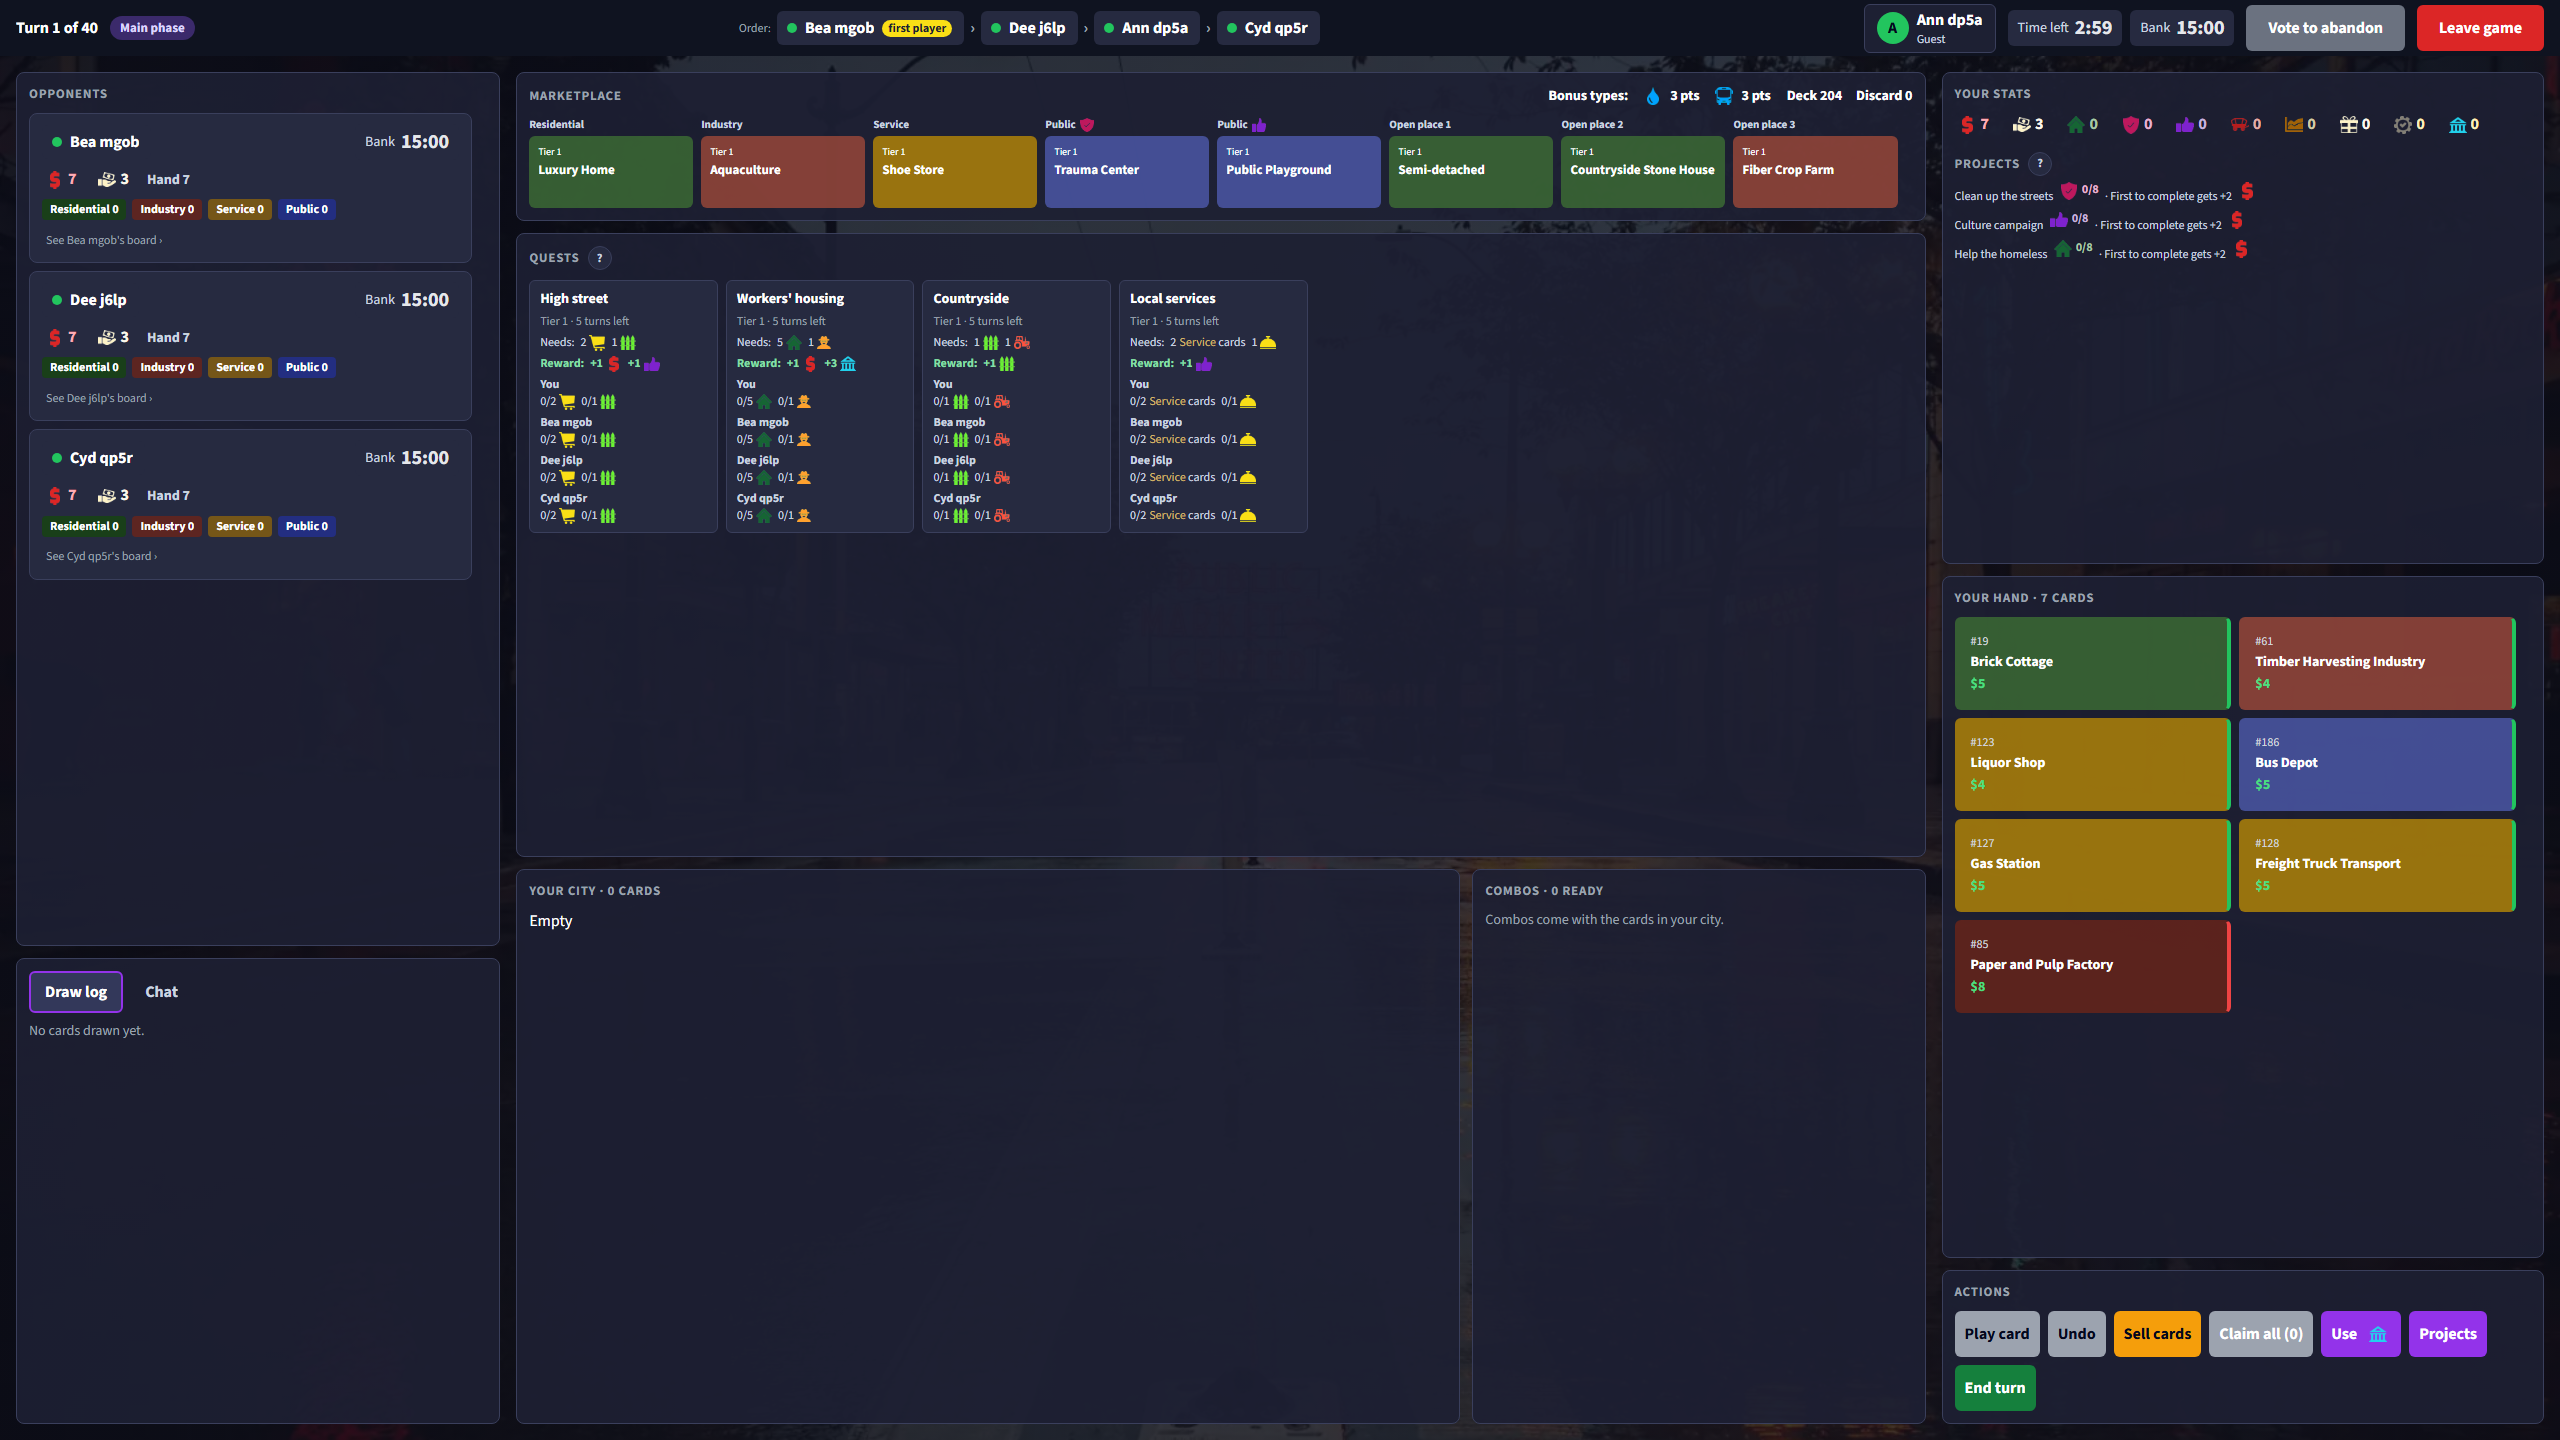 Turn 1 of 40 Main phase
Order: Bea mgob first player › Dee j6lp › Ann dp5a › Cyd qp5r
A Ann dp5a Guest
Time left 2:59
Bank 15:00
Vote to abandon
Leave game
OPPONENTS
Bea mgob Bank 15:00
7 3 Hand 7
Residential 0 Industry 0 Service 0 Public 0
See Bea mgob's board ›
Dee j6lp Bank 15:00
7 3 Hand 7
Residential 0 Industry 0 Service 0 Public 0
See Dee j6lp's board ›
Cyd qp5r Bank 15:00
7 3 Hand 7
Residential 0 Industry 0 Service 0 Public 0
See Cyd qp5r's board ›
Draw log Chat
No cards drawn yet.
MARKETPLACE Bonus types: 3 pts 3 pts Deck 204 Discard 0
Residential
Tier 1
Luxury Home
Industry
Tier 1
Aquaculture
Service
Tier 1
Shoe Store
Public
Tier 1
Trauma Center
Public
Tier 1
Public Playground
Open place 1
Tier 1
Semi-detached
Open place 2
Tier 1
Countryside Stone House
Open place 3
Tier 1
Fiber Crop Farm
QUESTS ?
High street
Tier 1 · 5 turns left
Needs: 2 1
Reward: +1 +1
You
0/2 0/1
Bea mgob
0/2 0/1
Dee j6lp
0/2 0/1
Cyd qp5r
0/2 0/1
Workers' housing
Tier 1 · 5 turns left
Needs: 5 1
Reward: +1 +3
You
0/5 0/1
Bea mgob
0/5 0/1
Dee j6lp
0/5 0/1
Cyd qp5r
0/5 0/1
Countryside
Tier 1 · 5 turns left
Needs: 1 1
Reward: +1
You
0/1 0/1
Bea mgob
0/1 0/1
Dee j6lp
0/1 0/1
Cyd qp5r
0/1 0/1
Local services
Tier 1 · 5 turns left
Needs: 2 Service cards 1
Reward: +1
You
0/2 Service cards 0/1
Bea mgob
0/2 Service cards 0/1
Dee j6lp
0/2 Service cards 0/1
Cyd qp5r
0/2 Service cards 0/1
YOUR CITY · 0 CARDS
Empty
COMBOS · 0 READY
Combos come with the cards in your city.
YOUR STATS
7 3 0 0 0 0 0 0 0 0
PROJECTS ?
Clean up the streets 0/8 · First to complete gets +2
Culture campaign 0/8 · First to complete gets +2
Help the homeless 0/8 · First to complete gets +2
YOUR HAND · 7 CARDS
#19
Brick Cottage
$5
#61
Timber Harvesting Industry
$4
#123
Liquor Shop
$4
#186
Bus Depot
$5
#127
Gas Station
$5
#128
Freight Truck Transport
$5
#85
Paper and Pulp Factory
$8
ACTIONS
Play card Undo Sell cards Claim all (0) Use Projects
End turn